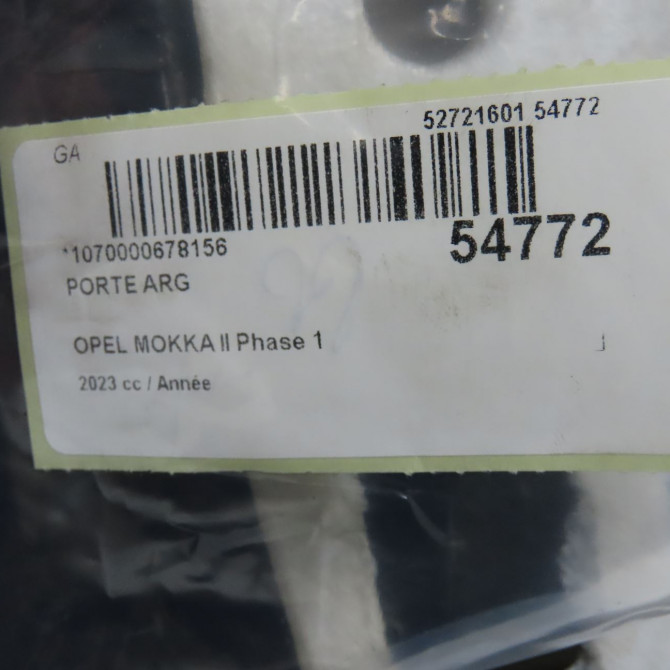 52721601 54772
GA
*1070000678156
54772
PORTE ARG
OPEL MOKKA II Phase 1
2023 cc / Année